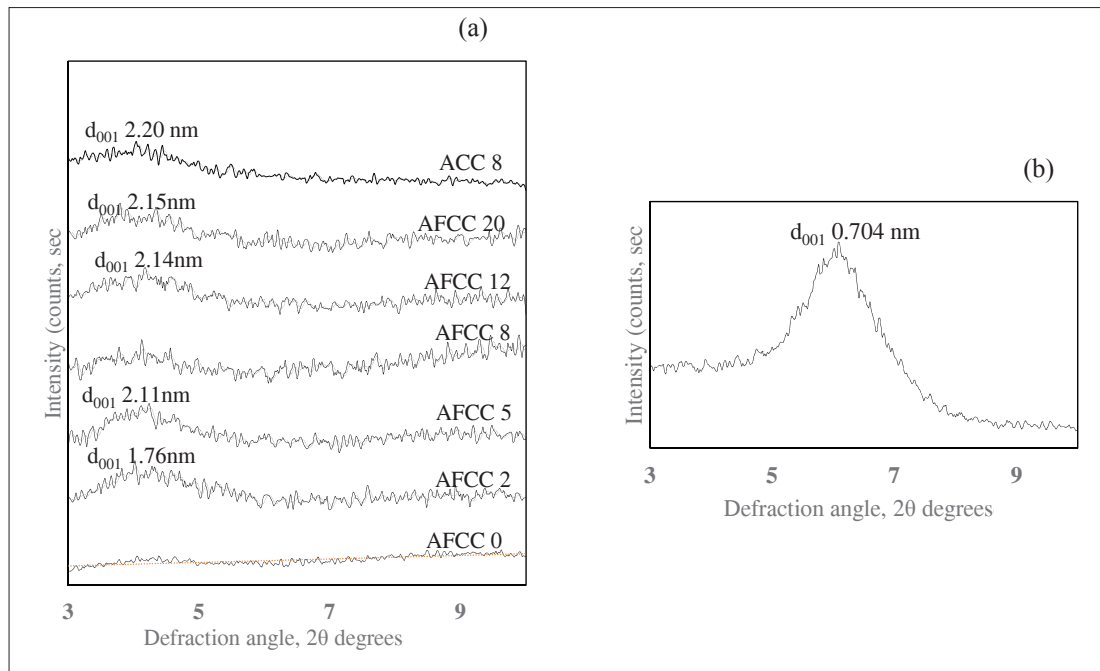 (a)
d001 2.20 nm
ACC 8
d001 2.15nm
AFCC 20
d001 2.14nm
AFCC 12
AFCC 8
d001 2.11nm
AFCC 5
d001 1.76nm
AFCC 2
AFCC 0
Intensity (counts, sec
3 5 7 9
Defraction angle, 2θ degrees
(b)
d001 0.704 nm
Intensity (counts, sec
3 5 7 9
Defraction angle, 2θ degrees